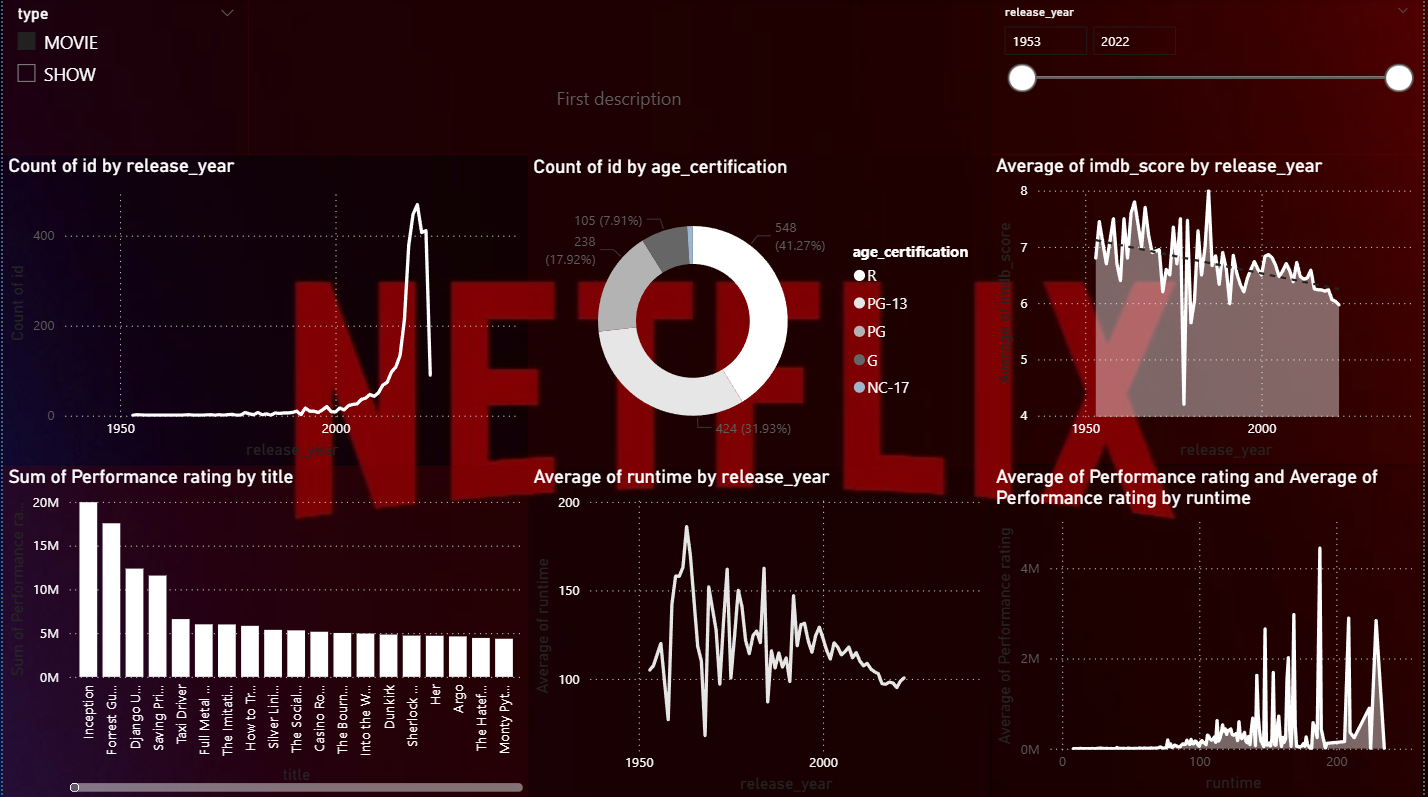 type
MOVIE
SHOW
release_year
1953
2022
First description
Count of id by release_year
400
200
0
Count of id
1950
2000
release_year
Count of id by age_certification
105 (7.91%)
238
(17.92%)
548
(41.27%)
424 (31.93%)
age_certification
R
PG-13
PG
G
NC-17
Average of imdb_score by release_year
8
7
6
5
4
Average of imdb_score
1950
2000
release_year
NETFLIX
Sum of Performance rating by title
20M
15M
10M
5M
0M
Sum of Performance ra...
Inception
Forrest Gu...
Django U...
Saving Pri...
Taxi Driver
Full Metal ...
The Imitati...
How to Tr...
Silver Lini...
The Social...
Casino Ro...
The Bourn...
Into the W...
Dunkirk
Sherlock ...
Her
Argo
The Hatef...
Monty Pyt...
title
Average of runtime by release_year
200
150
100
Average of runtime
1950
2000
release_year
Average of Performance rating and Average of
Performance rating by runtime
4M
2M
0M
Average of Performance rating
0
100
200
runtime